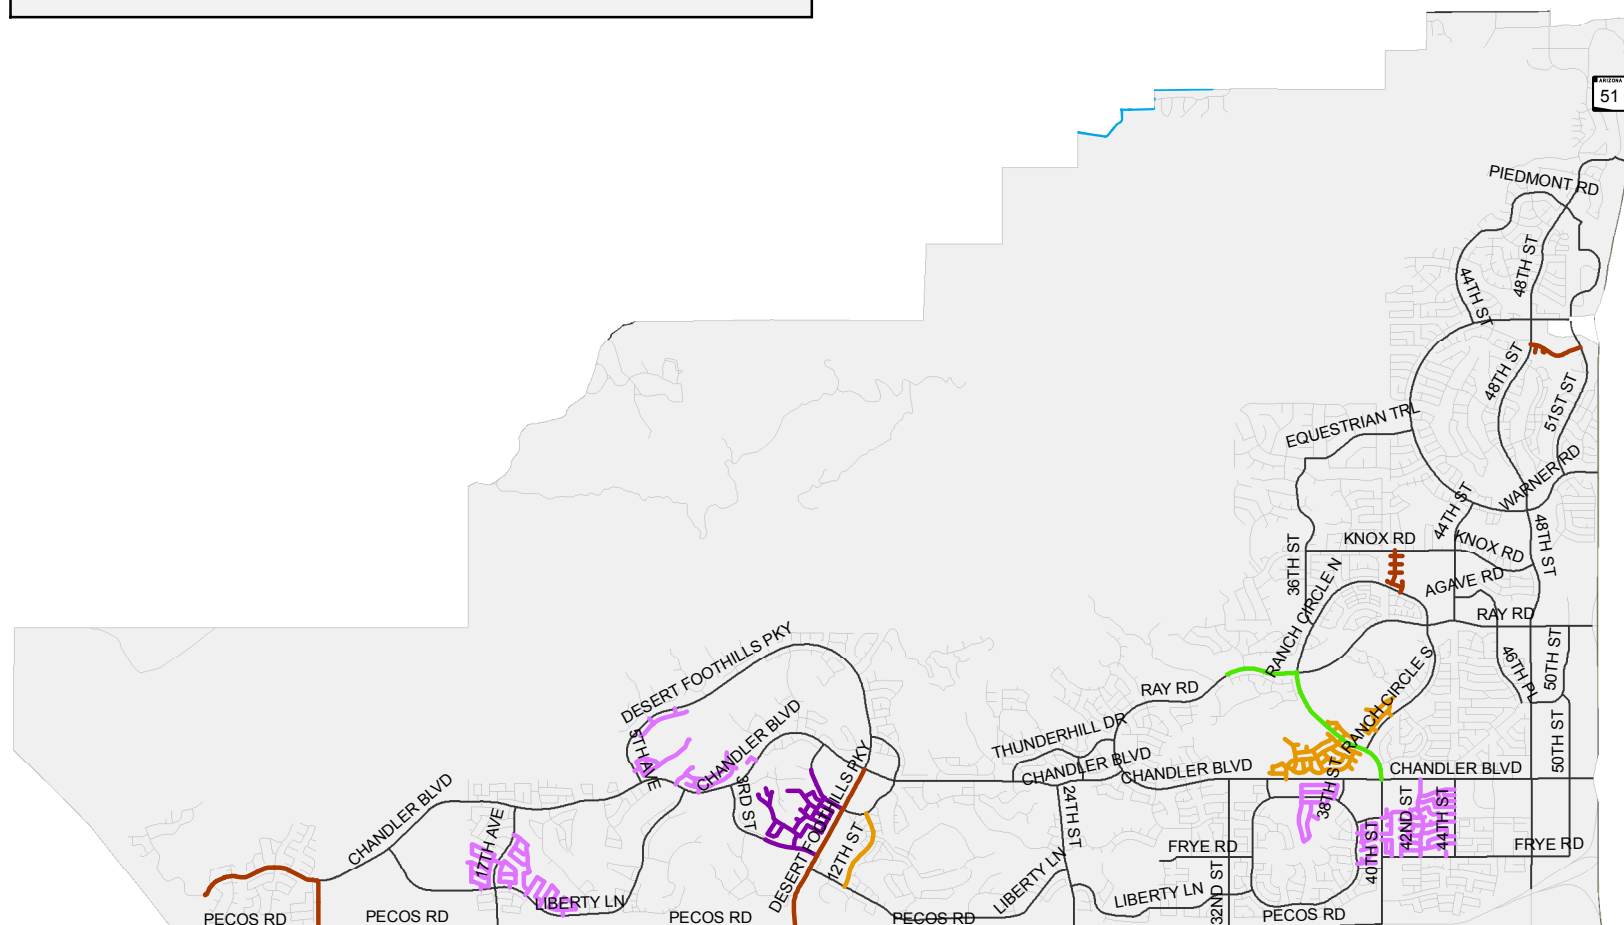 ARIZONA
51
PIEDMONT RD
48TH ST
44TH ST
48TH ST
51ST ST
EQUESTRIAN TRL
WARNER RD
44TH ST
48TH ST
KNOX RD
KNOX RD
36TH ST
RANCH CIRCLE N
AGAVE RD
RAY RD
DESERT FOOTHILLS PKY
50TH ST
46TH PL
RANCH CIRCLE S
RAY RD
5TH AVE
CHANDLER BLVD
THUNDERHILL DR
50TH ST
CHANDLER BLVD
CHANDLER BLVD
CHANDLER BLVD
CHANDLER BLVD
3RD ST
DESERT FOOTHILLS PKY
24TH ST
38TH ST
42ND ST
44TH ST
17TH AVE
12TH ST
FRYE RD
40TH ST
FRYE RD
LIBERTY LN
LIBERTY LN
LIBERTY LN
32ND ST
PECOS RD
PECOS RD
PECOS RD
PECOS RD
PECOS RD